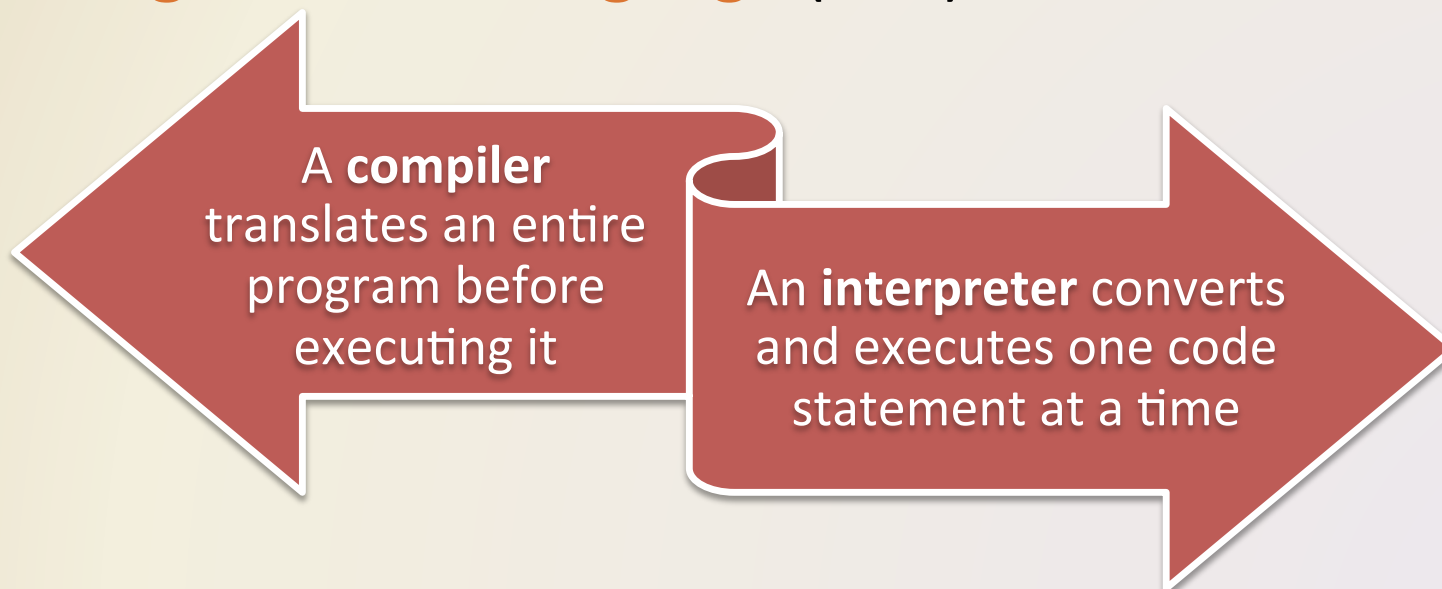 A compiler
translates an entire
program before
executing it
An interpreter converts
and executes one code
statement at a time